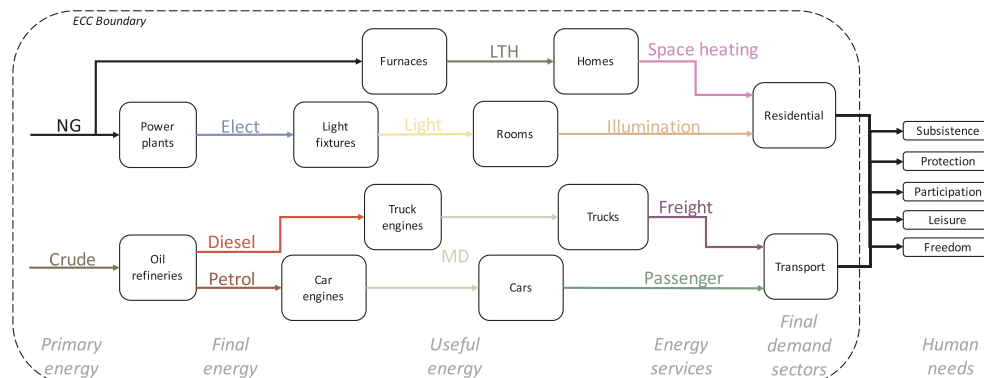 ECC Boundary
Furnaces
LTH
Homes
Space heating
NG
Power
plants
Elect
Light
fixtures
Light
Rooms
Illumination
Residential
Subsistence
Protection
Participation
Leisure
Freedom
Crude
Oil
refineries
Diesel
Petrol
Truck
engines
MD
Trucks
Freight
Car
engines
Cars
Passenger
Transport
Primary
energy
Final
energy
Useful
energy
Energy
services
Final
demand
sectors
Human
needs